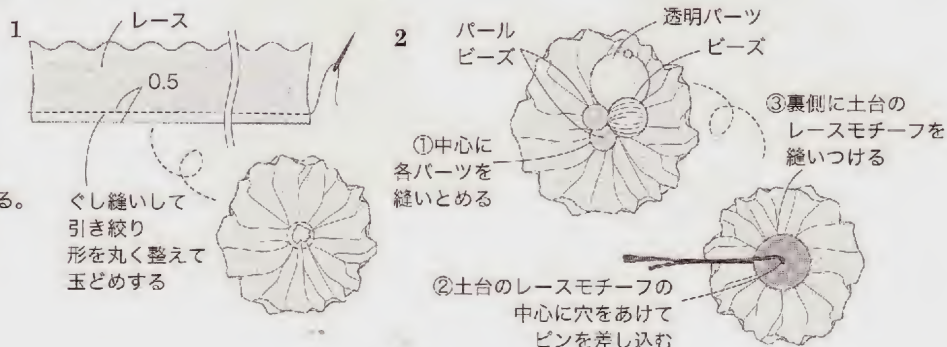 1
レース
0.5
る。
ぐし縫いして
引き絞り
形を丸く整えて
玉どめする
2
パール
ビーズ
透明パーツ
ビーズ
①中心に
各パーツを
縫いとめる
③裏側に土台の
レースモチーフを
縫いつける
②土台のレースモチーフの
中心に穴をあけて
ピンを差し込む